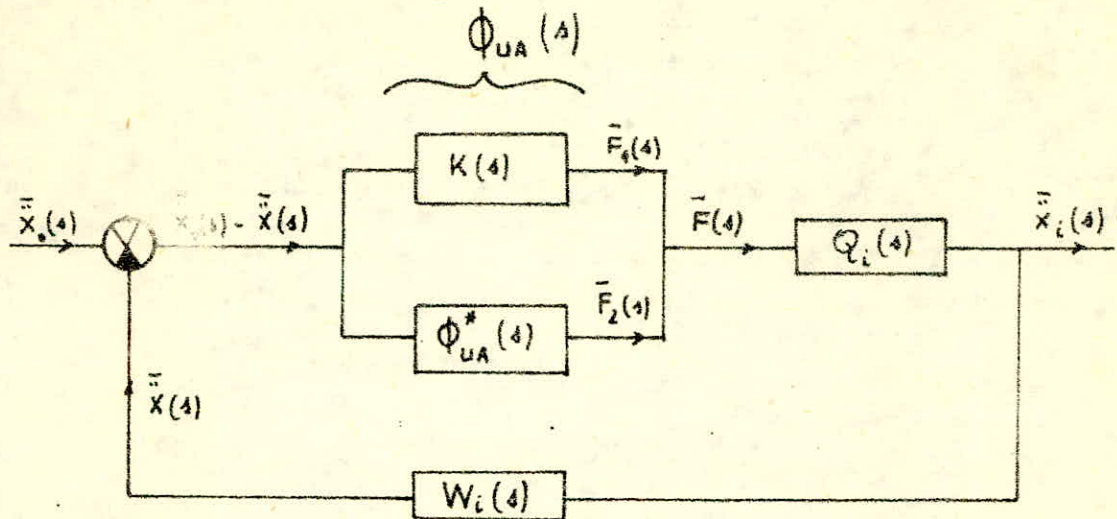 ϕ_UA (s)
K(s)
F̄₁(s)
ẍ̄₀(s)
ẍ̄₀(s) - ẍ̄(s)
F̄(s)
Q_i(s)
ẍ̄_i(s)
ϕ*_UA (s)
F̄₂(s)
ẍ̄(s)
W_i(s)